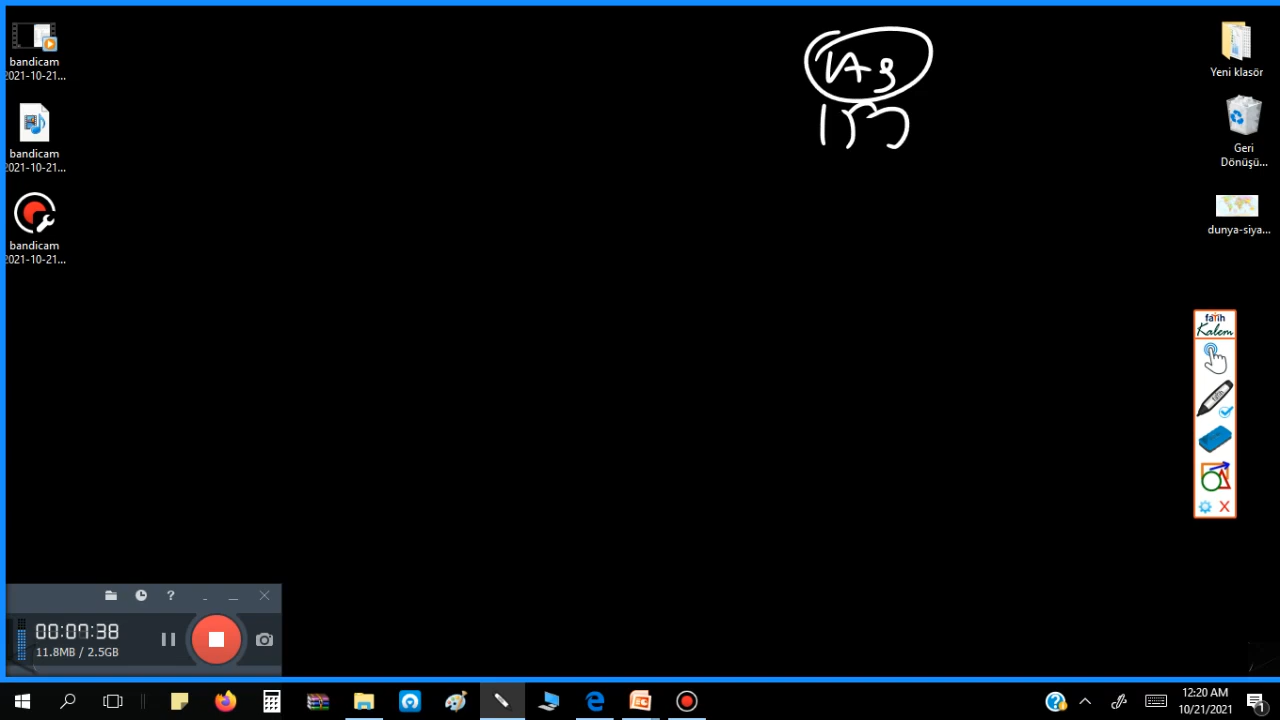 bandicam
2021-10-21...
bandicam
2021-10-21...
bandicam
2021-10-21...
Yeni klasör
Geri
Dönüşü...
dunya-siya...
fatih
Kalem
00:07:38
11.8MB / 2.5GB
12:20 AM
10/21/2021